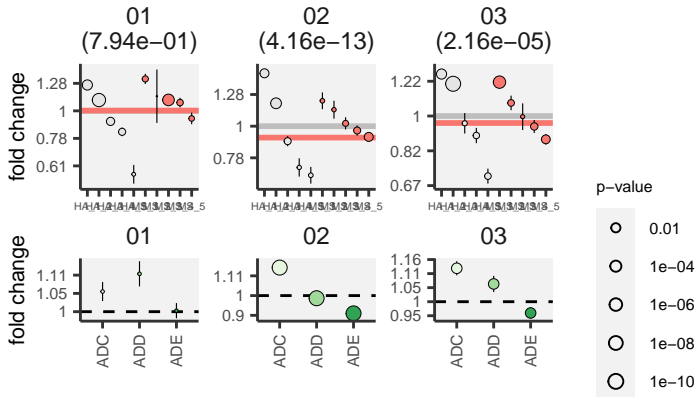 01
(7.94e−01)
02
(4.16e−13)
03
(2.16e−05)
fold change
1.28
1
0.78
0.61
1.28
1
0.78
1.22
1
0.82
0.67
01
02
03
fold change
1.11
1.05
1
1.11
1
0.9
1.16
1.11
1.05
1
0.95
ADC
ADD
ADE
ADC
ADD
ADE
ADC
ADD
ADE
p−value
0.01
1e−04
1e−06
1e−08
1e−10